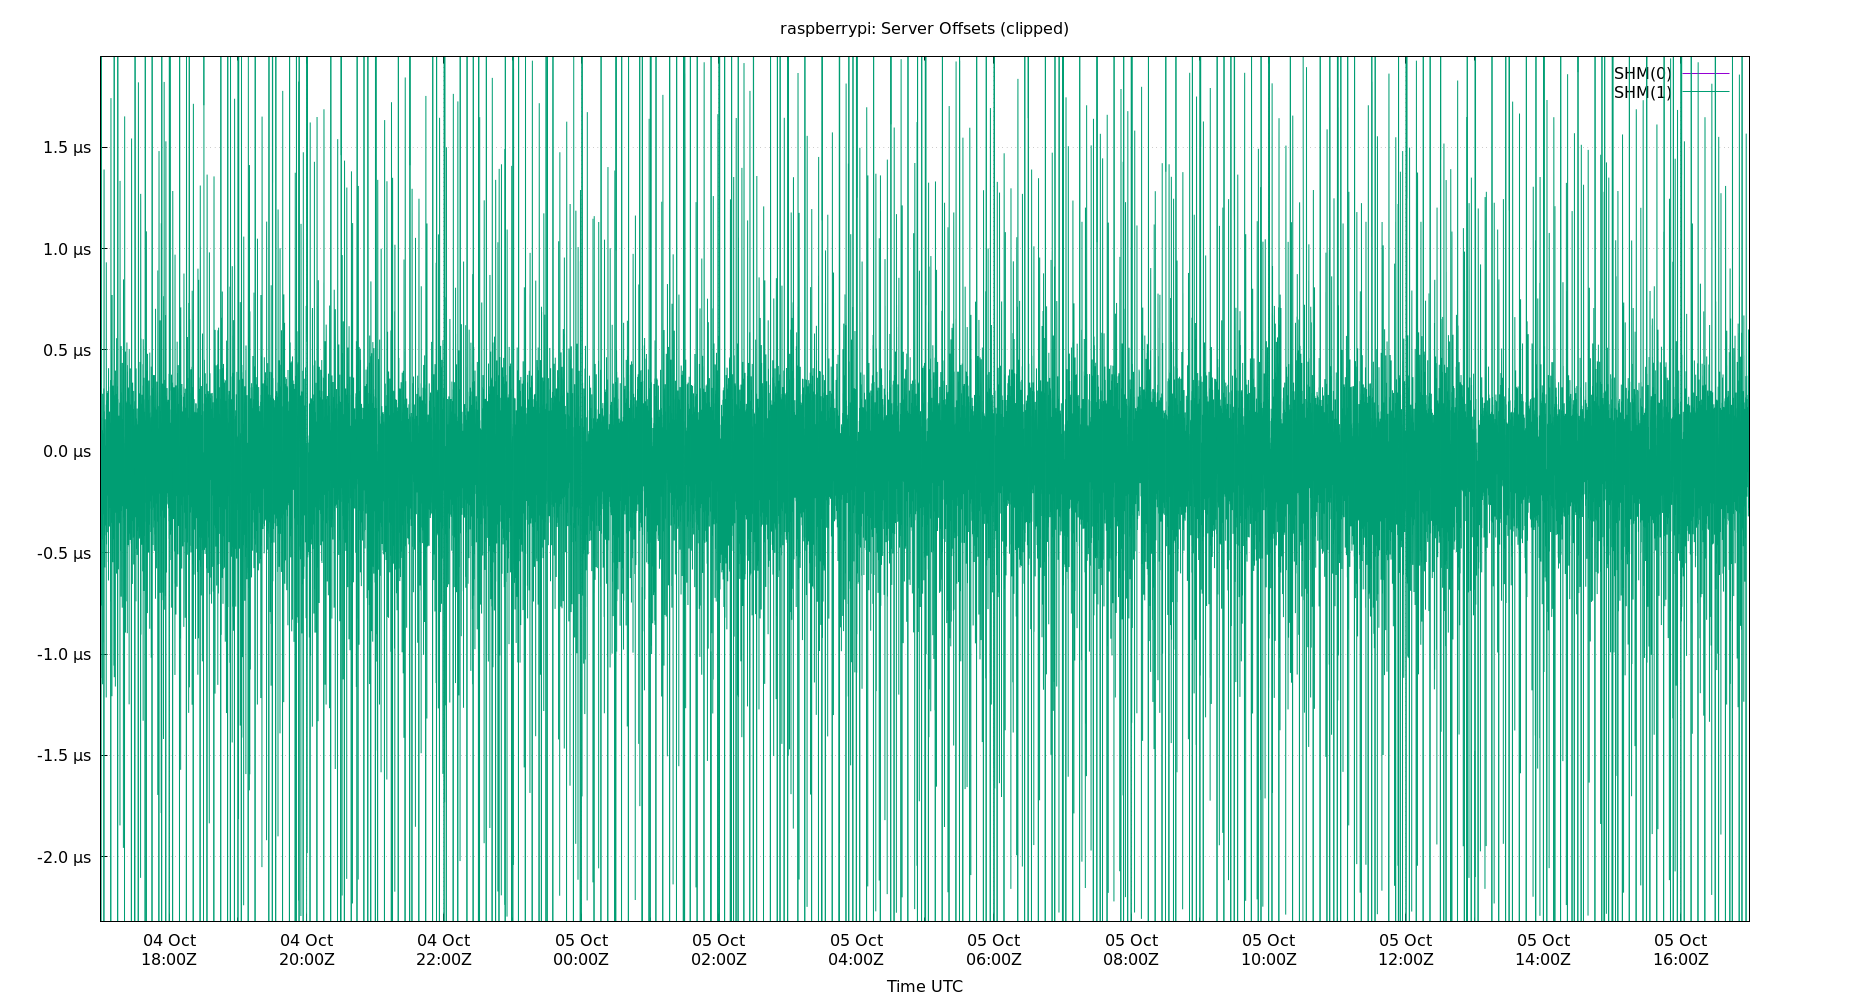 raspberrypi: Server Offsets (clipped)
SHM(0)
SHM(1)
1.5 µs
1.0 µs
0.5 µs
0.0 µs
-0.5 µs
-1.0 µs
-1.5 µs
-2.0 µs
04 Oct 04 Oct 04 Oct 05 Oct 05 Oct 05 Oct 05 Oct 05 Oct 05 Oct 05 Oct 05 Oct 05 Oct
18:00Z 20:00Z 22:00Z 00:00Z 02:00Z 04:00Z 06:00Z 08:00Z 10:00Z 12:00Z 14:00Z 16:00Z
Time UTC